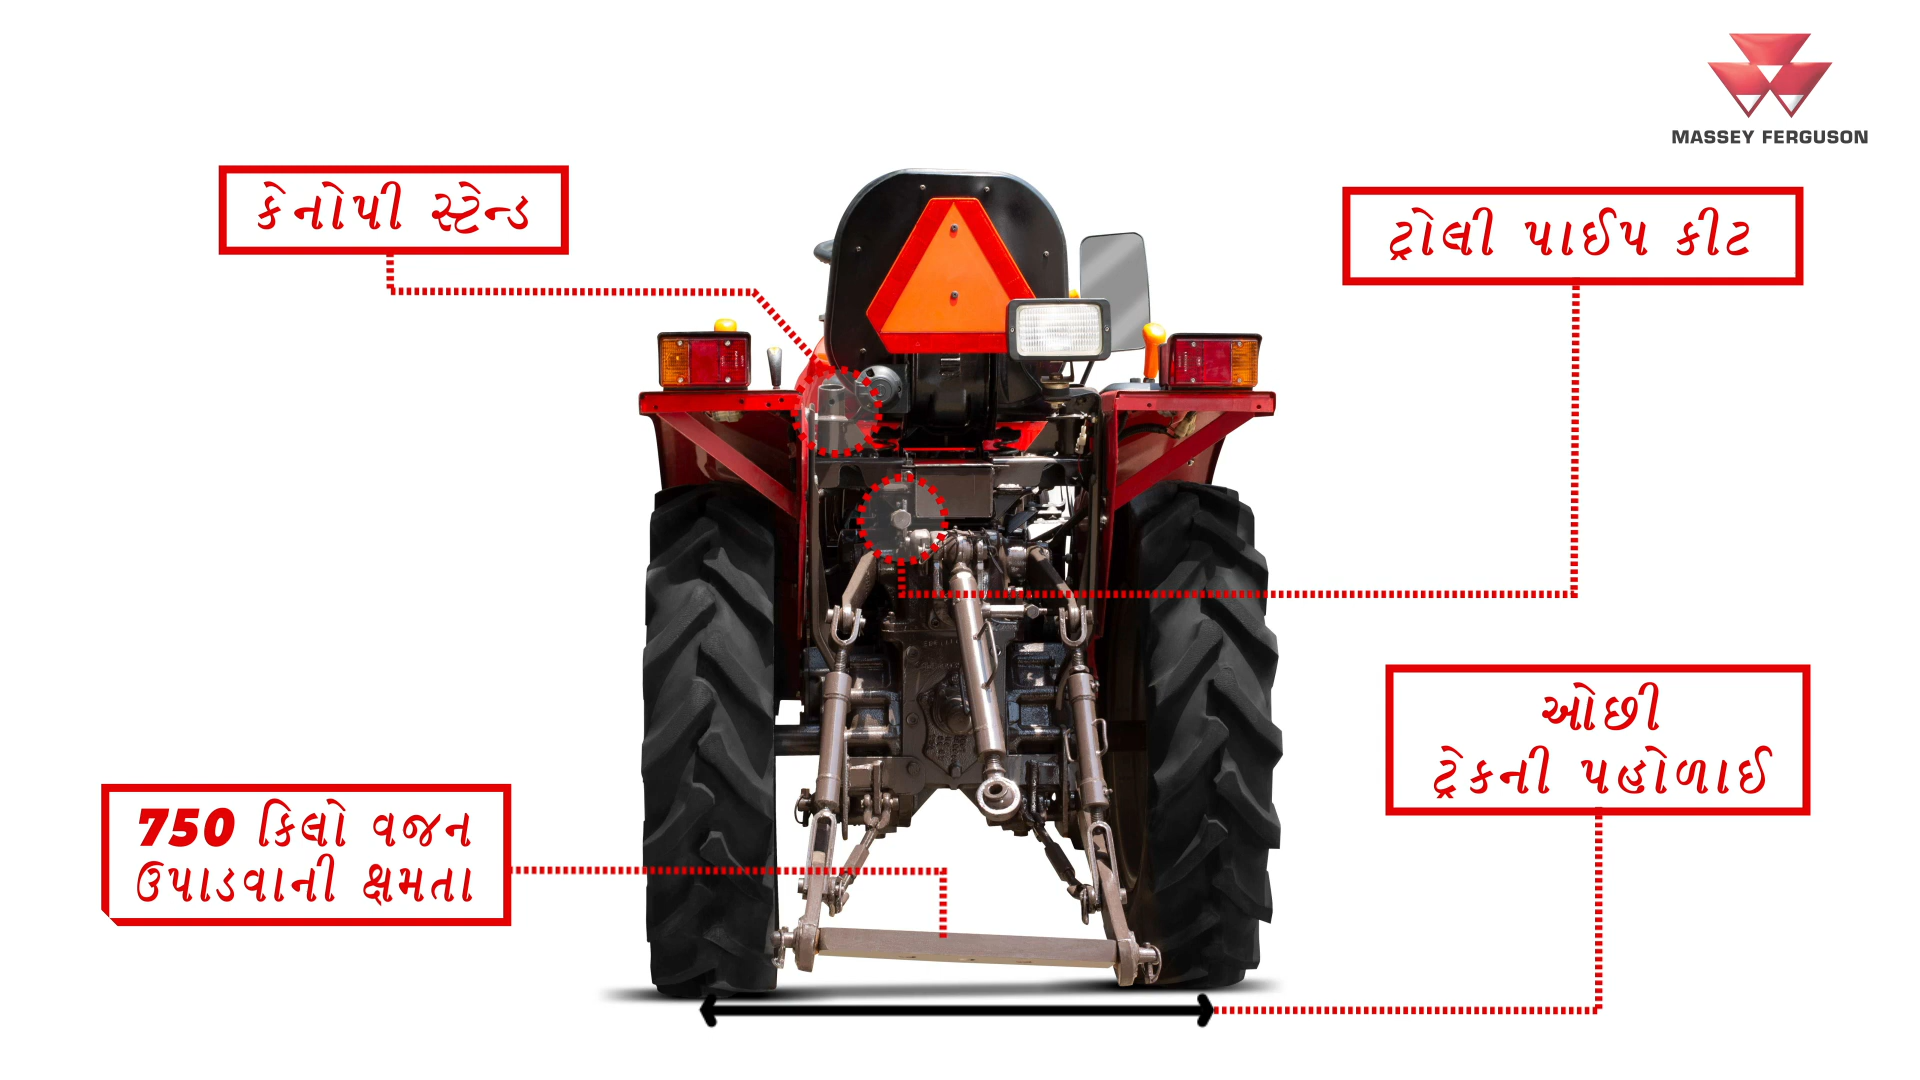 MASSEY FERGUSON
કેનોપી સ્ટેન્ડ
ટ્રોલી પાઈપ કીટ
ઓછી
ટ્રેકની પહોળાઈ
750 કિલો વજન
ઉપાડવાની ક્ષમતા